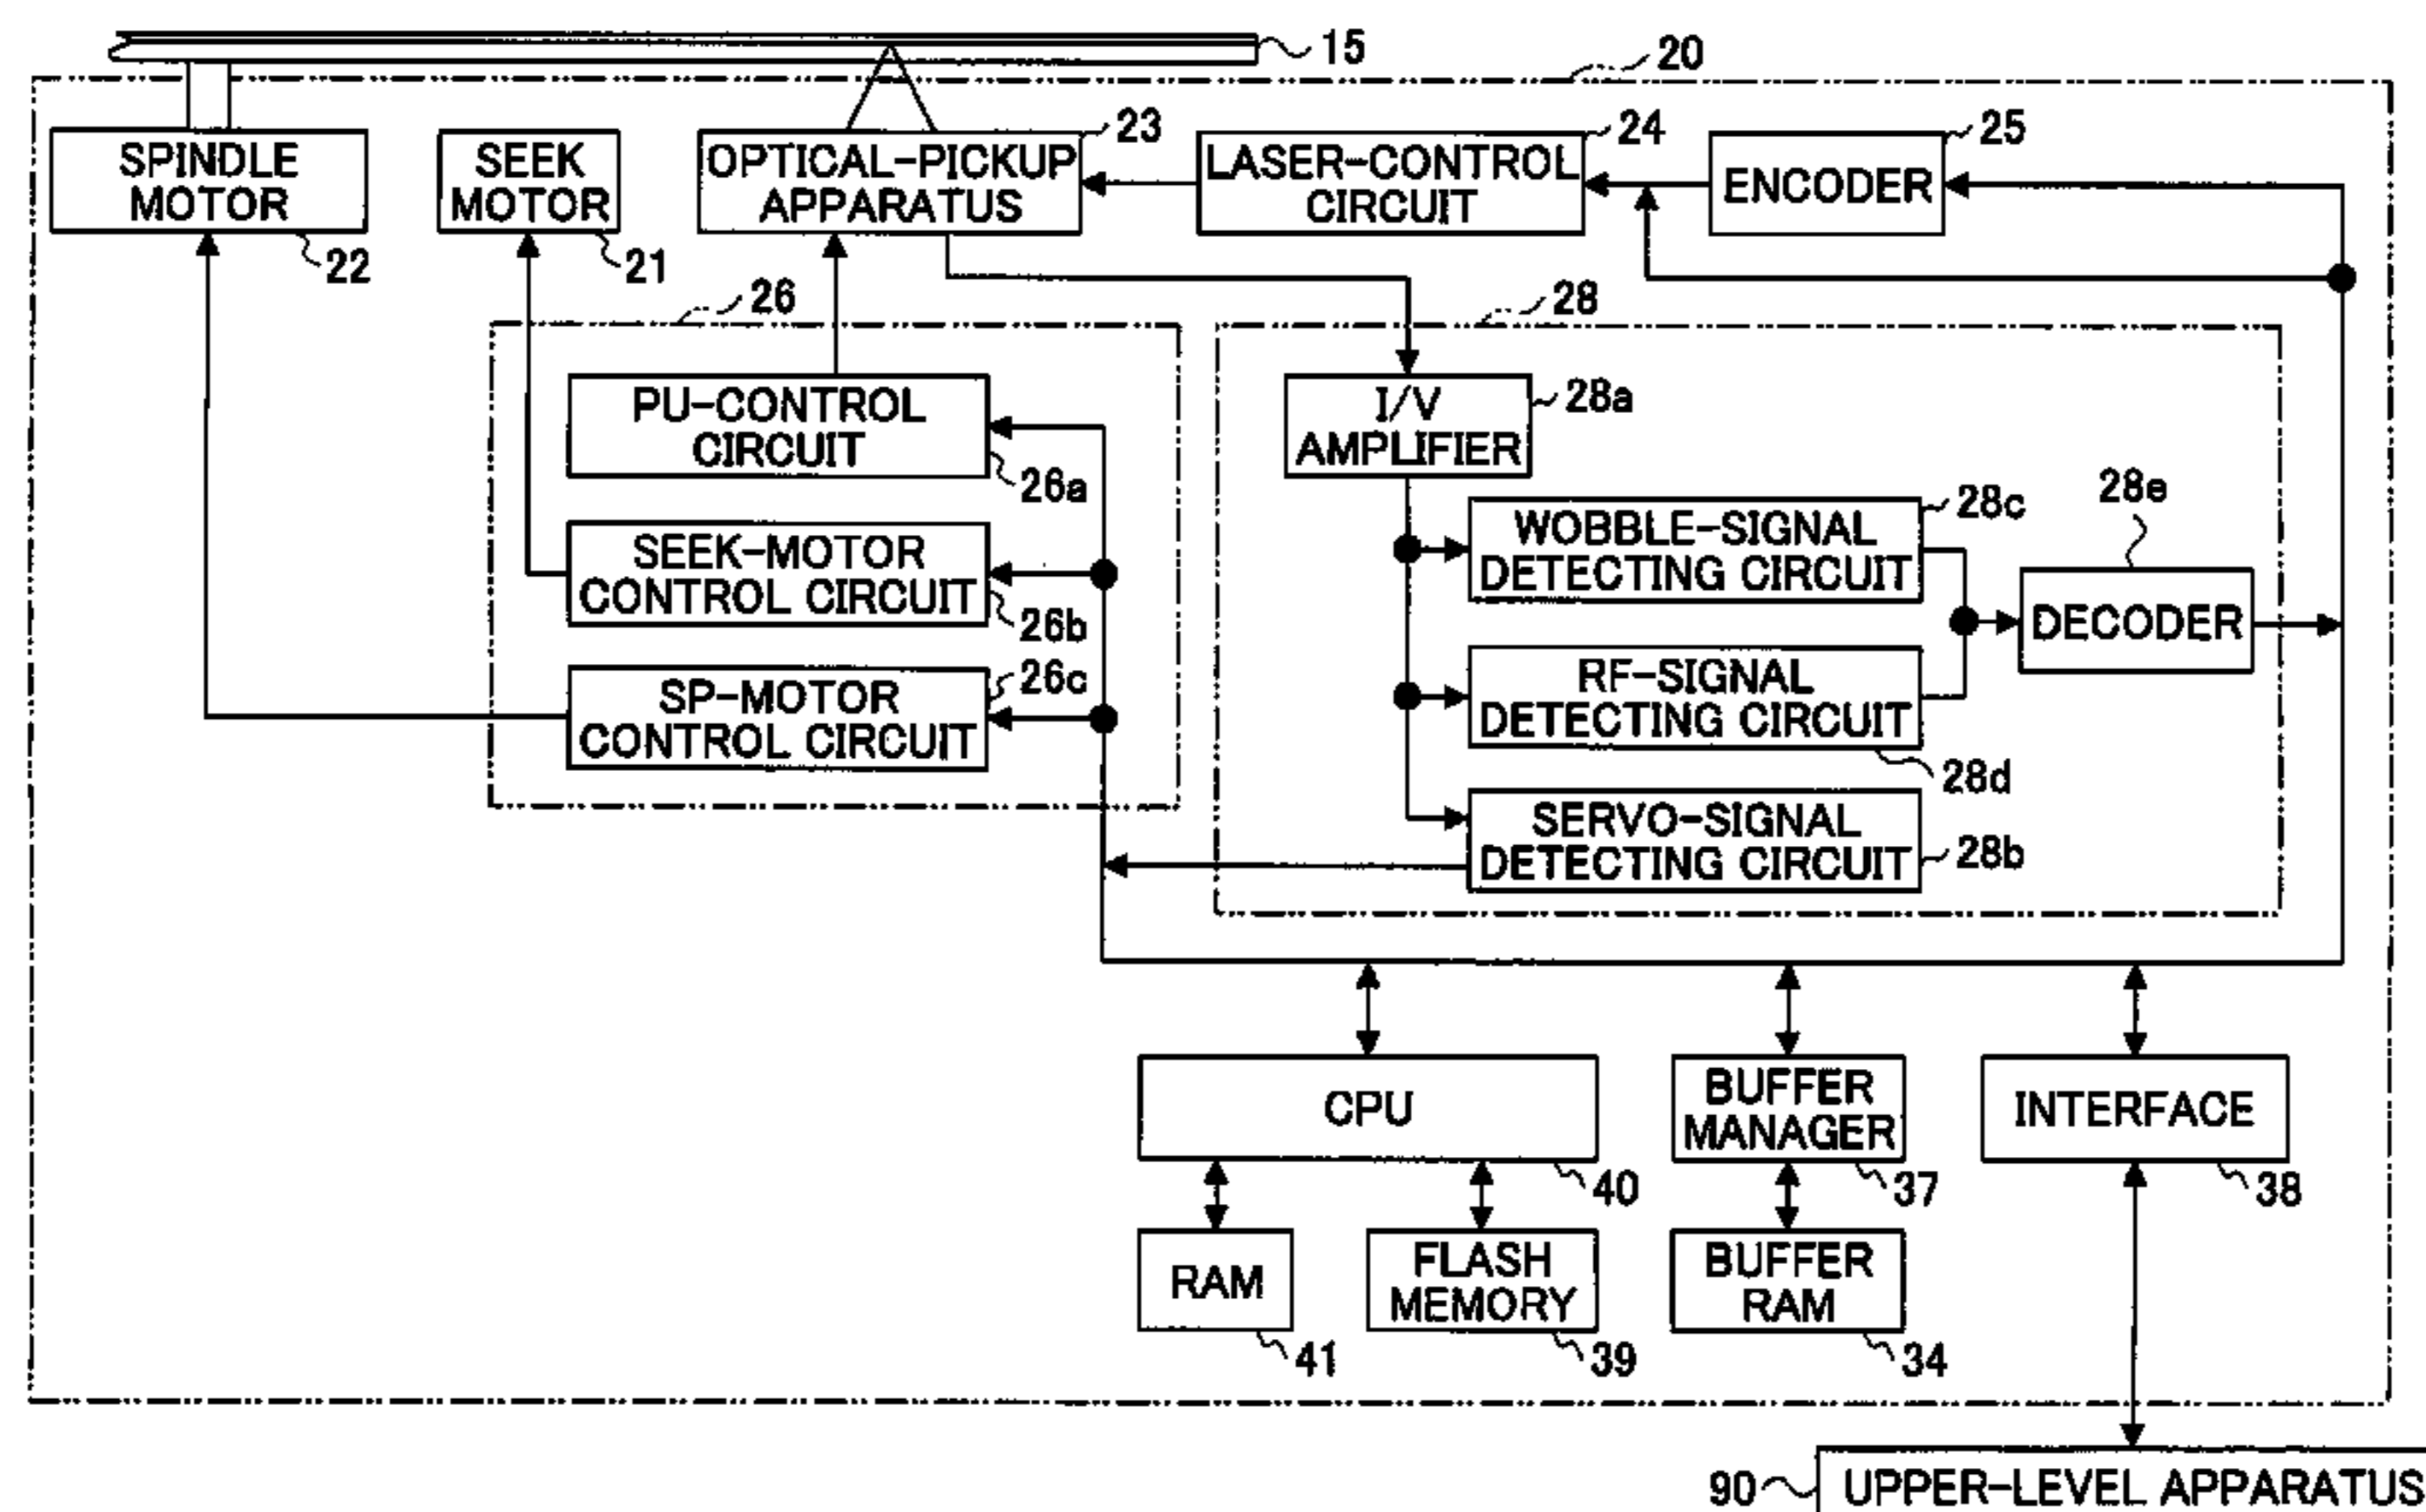 15
20
SPINDLE
MOTOR
22
SEEK
MOTOR
21
OPTICAL-PICKUP
APPARATUS
23
LASER-CONTROL
CIRCUIT
24
ENCODER
25
26
PU-CONTROL
CIRCUIT
26a
SEEK-MOTOR
CONTROL CIRCUIT
26b
SP-MOTOR
CONTROL CIRCUIT
26c
28
I/V
AMPLIFIER
28a
WOBBLE-SIGNAL
DETECTING CIRCUIT
28c
RF-SIGNAL
DETECTING CIRCUIT
28d
SERVO-SIGNAL
DETECTING CIRCUIT
28b
28e
DECODER
CPU
40
BUFFER
MANAGER
37
INTERFACE
38
RAM
41
FLASH
MEMORY
39
BUFFER
RAM
34
90
UPPER-LEVEL APPARATUS